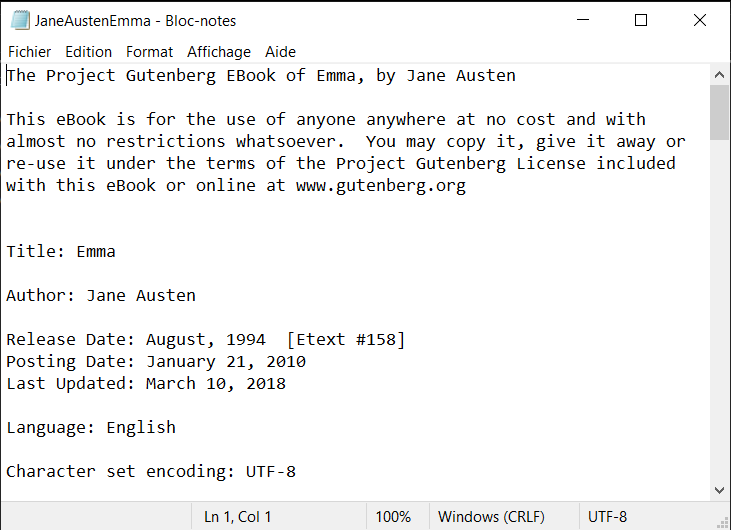 JaneAustenEmma - Bloc-notes
Fichier Edition Format Affichage Aide
The Project Gutenberg EBook of Emma, by Jane Austen
This eBook is for the use of anyone anywhere at no cost and with
almost no restrictions whatsoever.  You may copy it, give it away or
re-use it under the terms of the Project Gutenberg License included
with this eBook or online at www.gutenberg.org
Title: Emma
Author: Jane Austen
Release Date: August, 1994  [Etext #158]
Posting Date: January 21, 2010
Last Updated: March 10, 2018
Language: English
Character set encoding: UTF-8
Ln 1, Col 1 100% Windows (CRLF) UTF-8